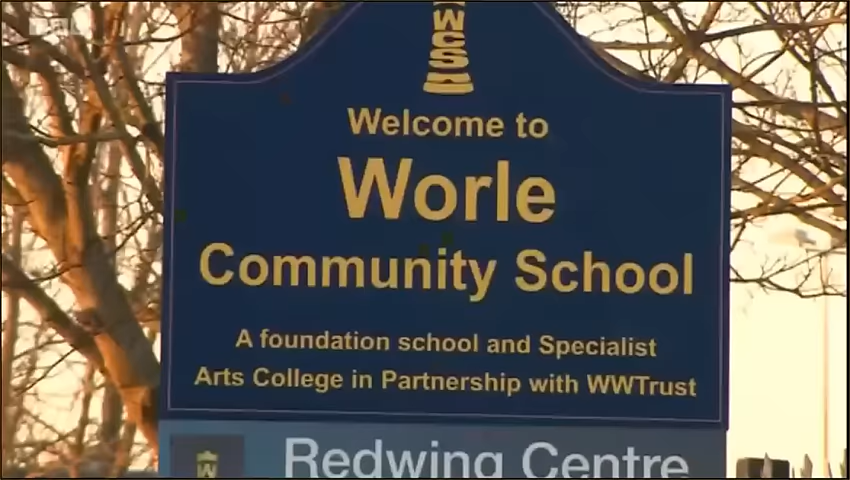 WCS
Welcome to
Worle
Community School
A foundation school and Specialist
Arts College in Partnership with WWTrust
W
Redwing Centre